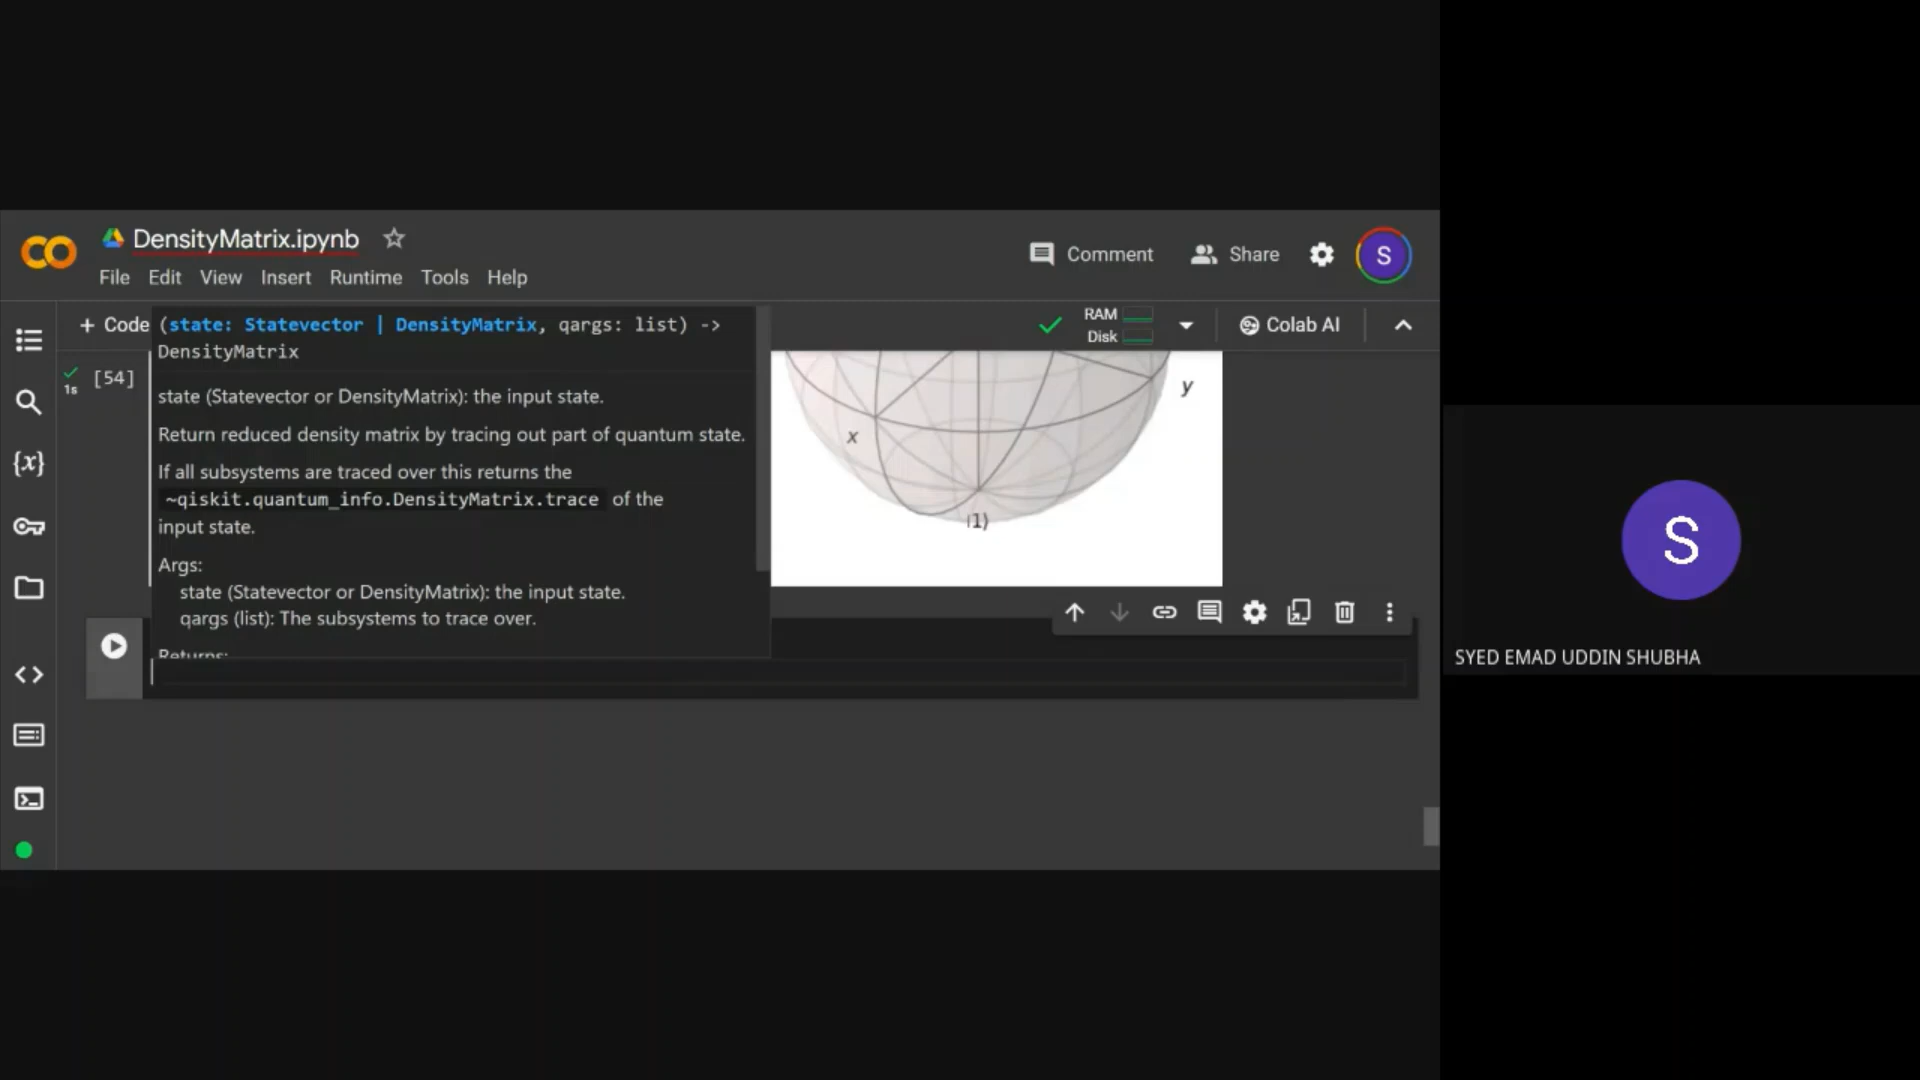 DensityMatrix.ipynb
Comment
Share
S
File Edit View Insert Runtime Tools Help
+ Code
(state: Statevector | DensityMatrix, qargs: list) ->
DensityMatrix
RAM
Disk
Colab AI
1s
[54]
state (Statevector or DensityMatrix): the input state.
Return reduced density matrix by tracing out part of quantum state.
If all subsystems are traced over this returns the
~qiskit.quantum_info.DensityMatrix.trace of the
input state.
Args:
state (Statevector or DensityMatrix): the input state.
qargs (list): The subsystems to trace over.
Returns:
y
x
|1⟩
{x}
S
SYED EMAD UDDIN SHUBHA